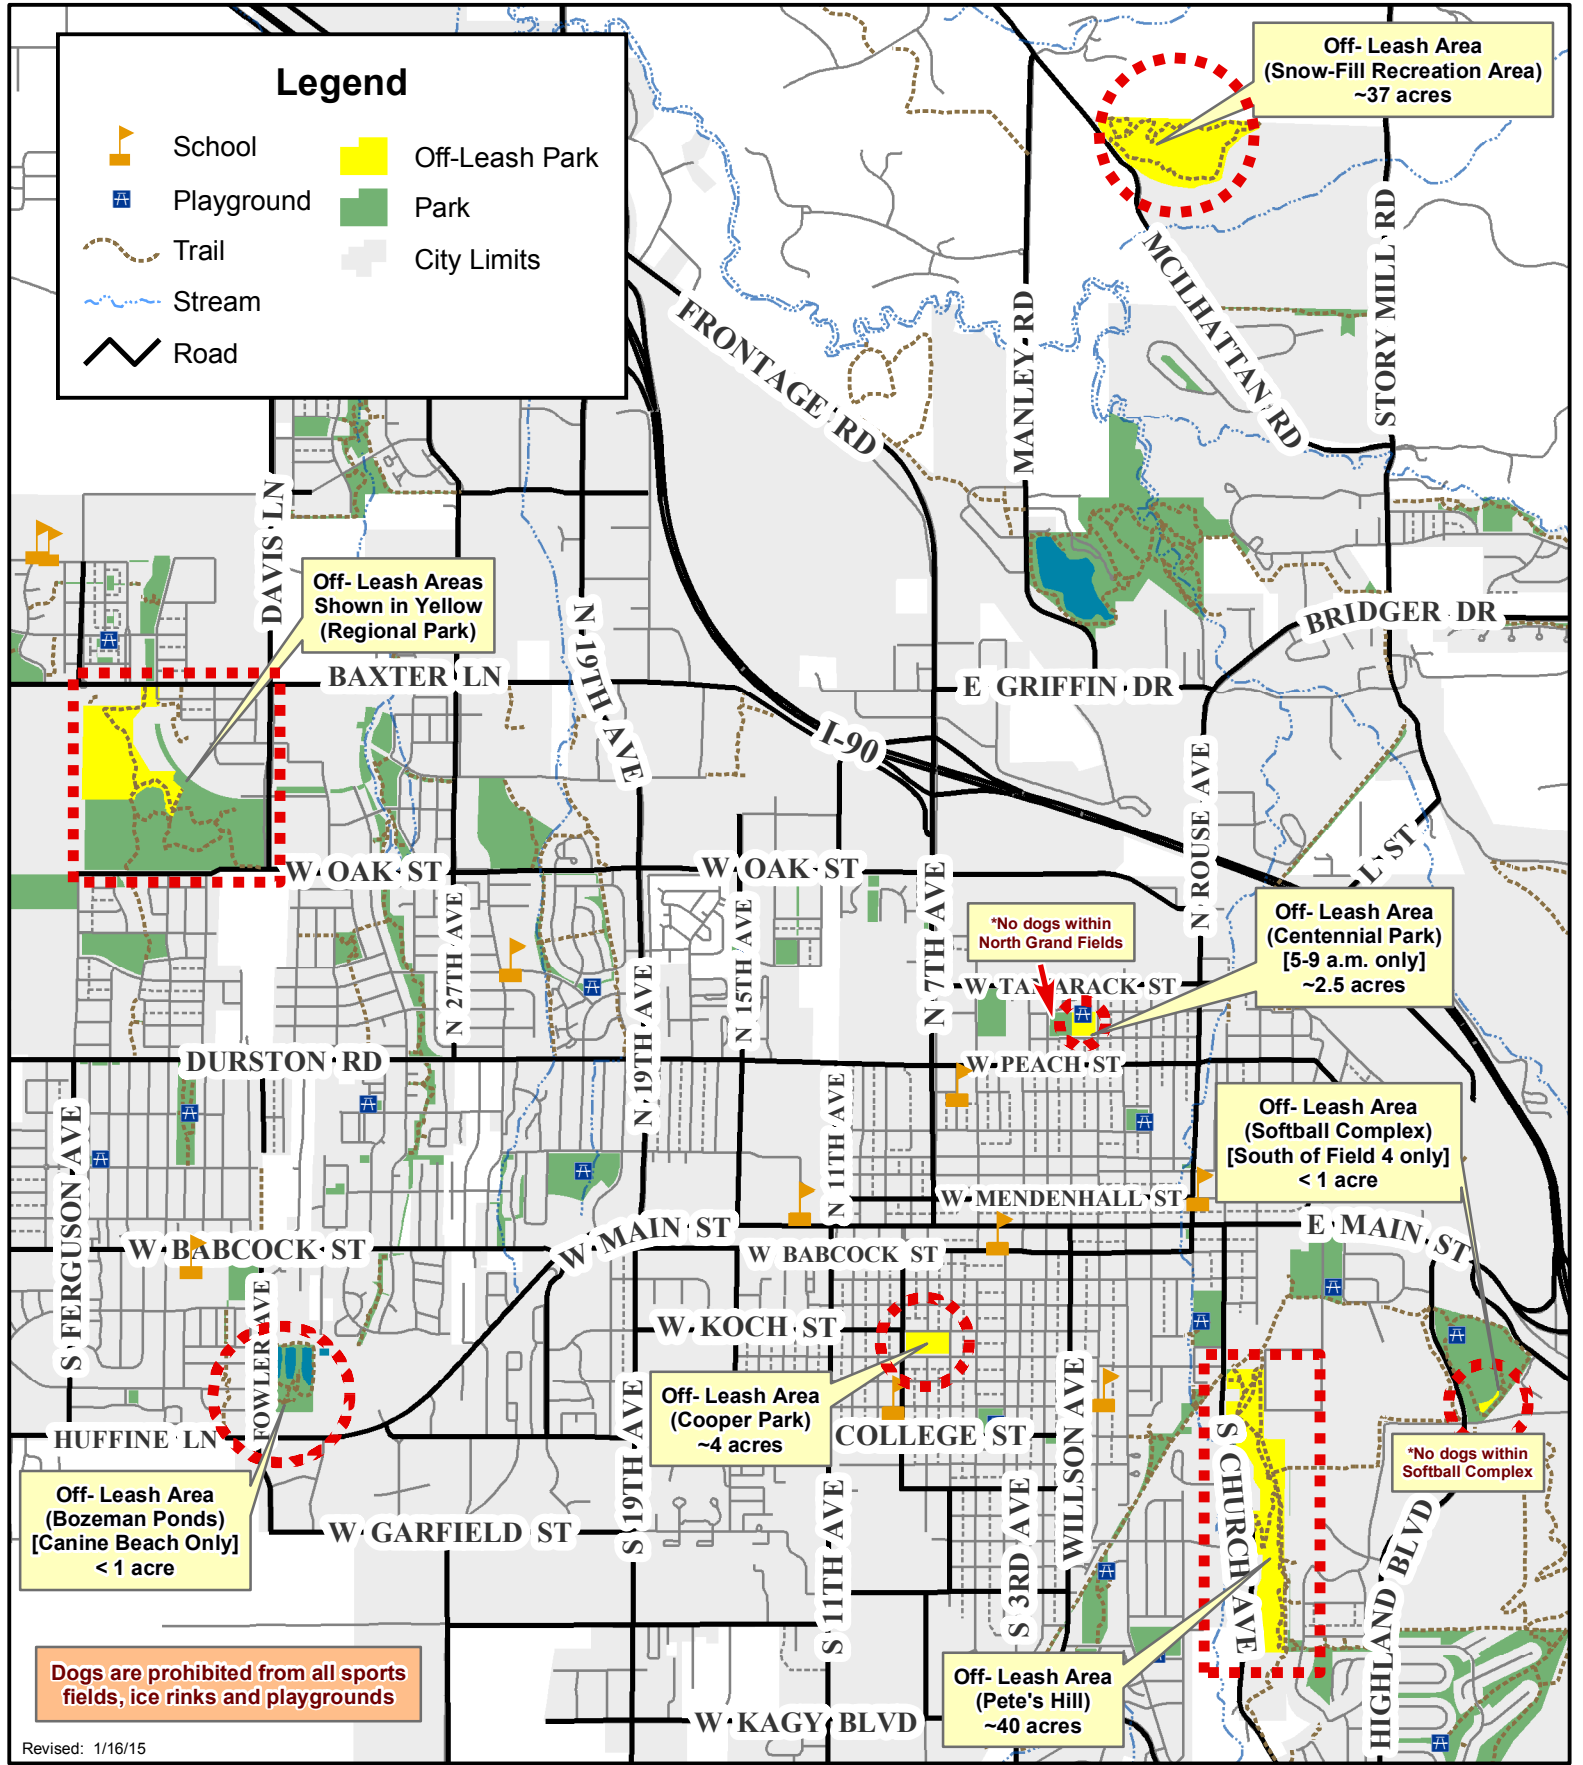 Legend
School
Playground
Trail
Stream
Road
Off-Leash Park
Park
City Limits
Off- Leash Area
(Snow-Fill Recreation Area)
~37 acres
FRONTAGE RD
MANLEY RD
MCILHATTAN RD
STORY MILL RD
DAVIS LN
Off- Leash Areas
Shown in Yellow
(Regional Park)
BAXTER LN
N 19TH AVE
I-90
E GRIFFIN DR
BRIDGER DR
N ROUSE AVE
L ST
W OAK ST
W OAK ST
N 27TH AVE
N 19TH AVE
N 15TH AVE
N 7TH AVE
*No dogs within
North Grand Fields
W TAMARACK ST
Off- Leash Area
(Centennial Park)
[5-9 a.m. only]
~2.5 acres
DURSTON RD
W PEACH ST
S FERGUSON AVE
N 11TH AVE
Off- Leash Area
(Softball Complex)
[South of Field 4 only]
< 1 acre
W MENDENHALL ST
W BABCOCK ST
W MAIN ST
W BABCOCK ST
E MAIN ST
FOWLER AVE
W KOCH ST
Off- Leash Area
(Cooper Park)
~4 acres
HUFFINE LN
S 19TH AVE
COLLEGE ST
WILLSON AVE
S CHURCH AVE
*No dogs within
Softball Complex
Off- Leash Area
(Bozeman Ponds)
[Canine Beach Only]
< 1 acre
W GARFIELD ST
S 11TH AVE
S 3RD AVE
HIGHLAND BLVD
Off- Leash Area
(Pete's Hill)
~40 acres
Dogs are prohibited from all sports
fields, ice rinks and playgrounds
W KAGY BLVD
Revised: 1/16/15